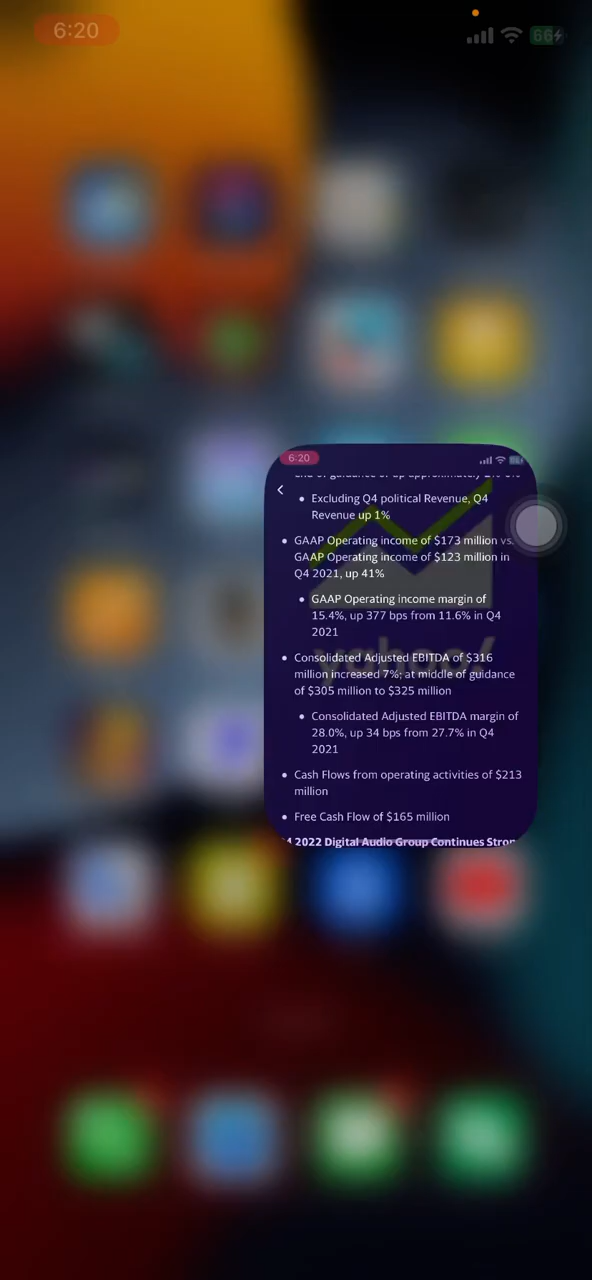 6:20
66
6:20
Excluding Q4 political Revenue, Q4
Revenue up 1%
GAAP Operating income of $173 million vs.
GAAP Operating income of $123 million in
Q4 2021, up 41%
GAAP Operating income margin of
15.4%, up 377 bps from 11.6% in Q4
2021
Consolidated Adjusted EBITDA of $316
million increased 7%; at middle of guidance
of $305 million to $325 million
Consolidated Adjusted EBITDA margin of
28.0%, up 34 bps from 27.7% in Q4
2021
Cash Flows from operating activities of $213
million
Free Cash Flow of $165 million
2022 Digital Audio Group Continues
yahoo!